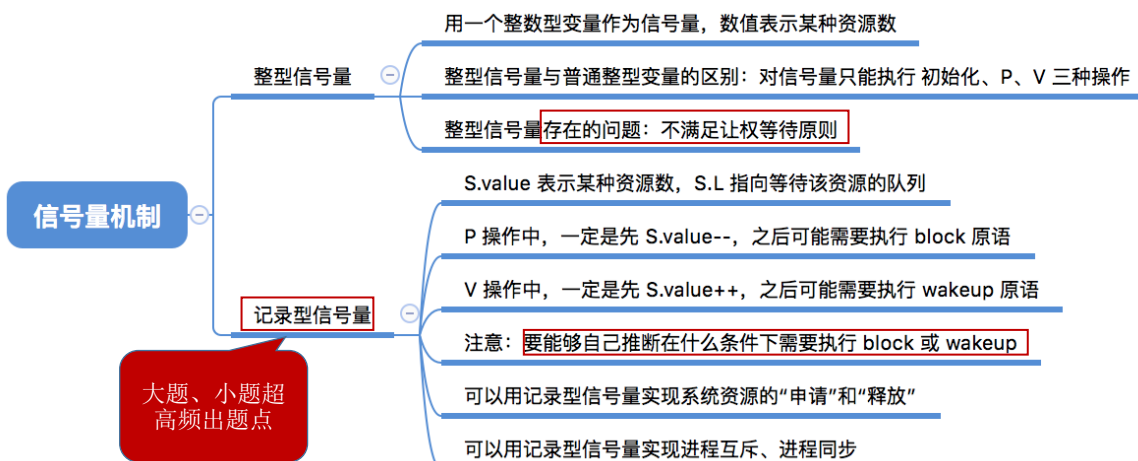 用一个整数型变量作为信号量，数值表示某种资源数
整型信号量
整型信号量与普通整型变量的区别：对信号量只能执行 初始化、P、V 三种操作
整型信号量存在的问题：不满足让权等待原则
信号量机制
S.value 表示某种资源数，S.L 指向等待该资源的队列
P 操作中，一定是先 S.value--，之后可能需要执行 block 原语
V 操作中，一定是先 S.value++，之后可能需要执行 wakeup 原语
记录型信号量
注意：要能够自己推断在什么条件下需要执行 block 或 wakeup
大题、小题超
高频出题点
可以用记录型信号量实现系统资源的“申请”和“释放”
可以用记录型信号量实现进程互斥、进程同步